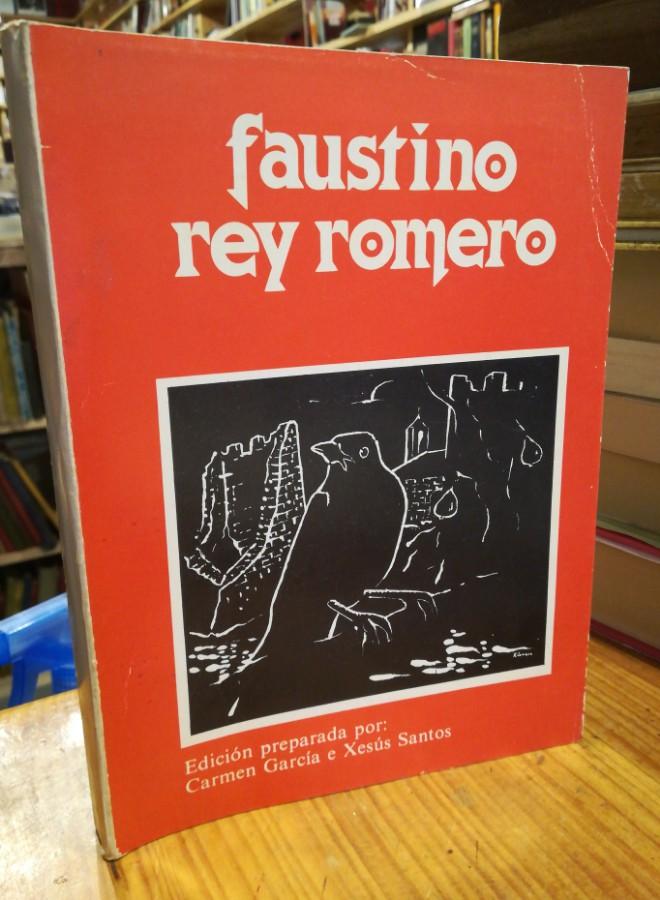 faustino
rey romero
Edición preparada por:
Carmen García e Xesús Santos